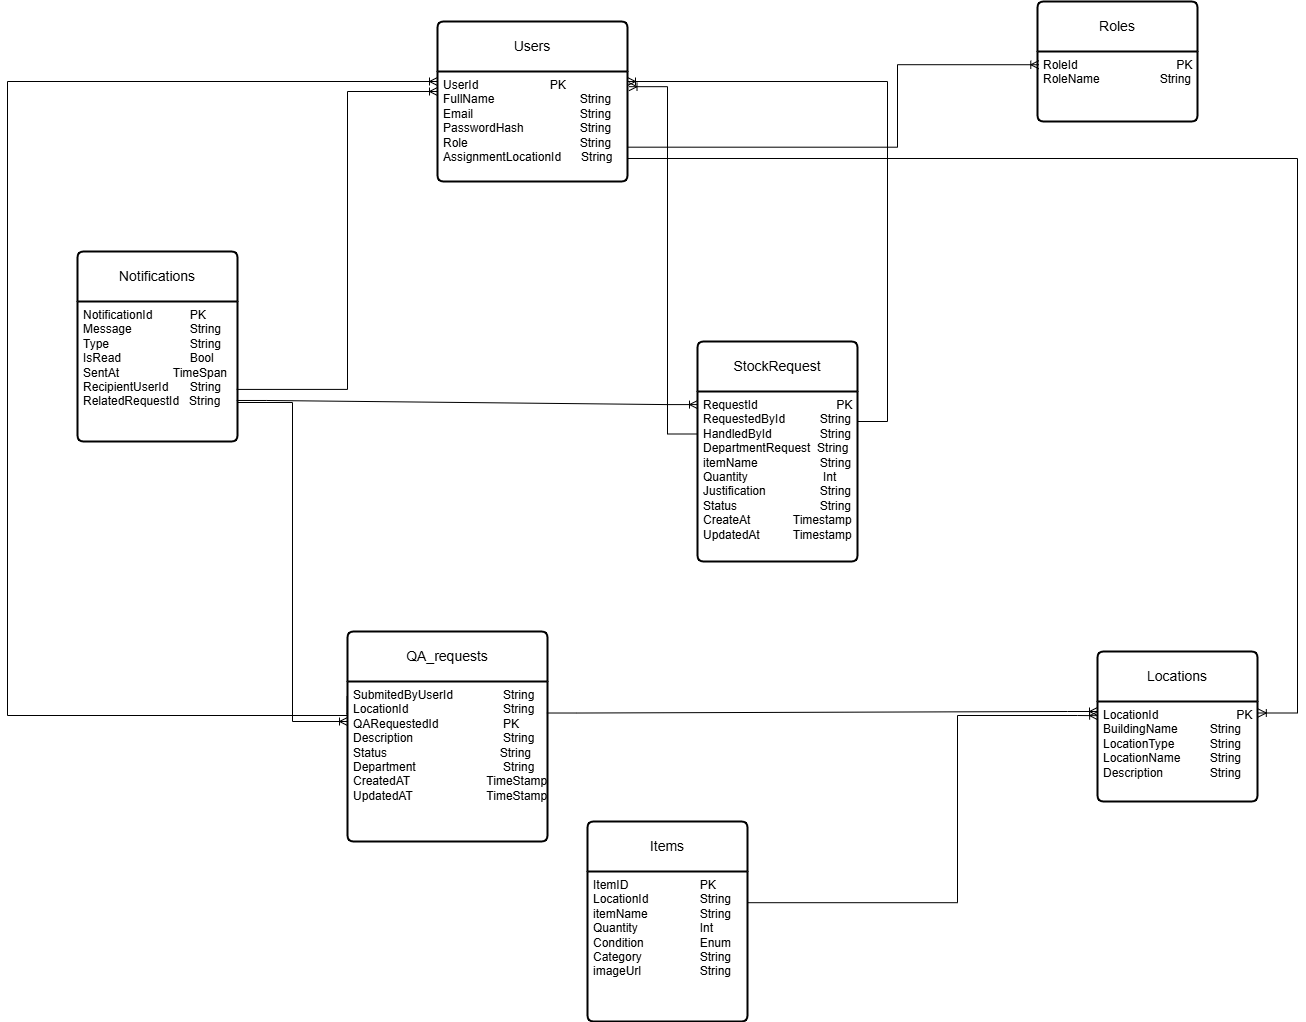 Users
UserId PK
FullName String
Email String
PasswordHash String
Role String
AssignmentLocationId String
Roles
RoleId PK
RoleName String
Notifications
NotificationId PK
Message String
Type String
IsRead Bool
SentAt TimeSpan
RecipientUserId String
RelatedRequestId String
StockRequest
RequestId PK
RequestedById String
HandledById String
DepartmentRequest String
itemName String
Quantity Int
Justification String
Status String
CreateAt Timestamp
UpdatedAt Timestamp
QA_requests
SubmitedByUserId String
LocationId String
QARequestedId PK
Description String
Status String
Department String
CreatedAT TimeStamp
UpdatedAT TimeStamp
Locations
LocationId PK
BuildingName String
LocationType String
LocationName String
Description String
Items
ItemID PK
LocationId String
itemName String
Quantity Int
Condition Enum
Category String
imageUrl String